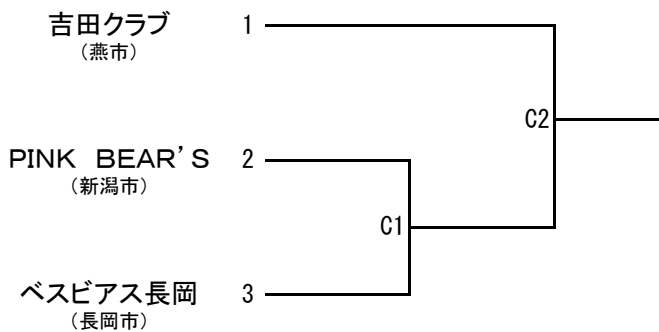 吉田クラブ 1
(燕市)
C2
PINK BEAR'S 2
(新潟市)
C1
ベスビアス長岡 3
(長岡市)